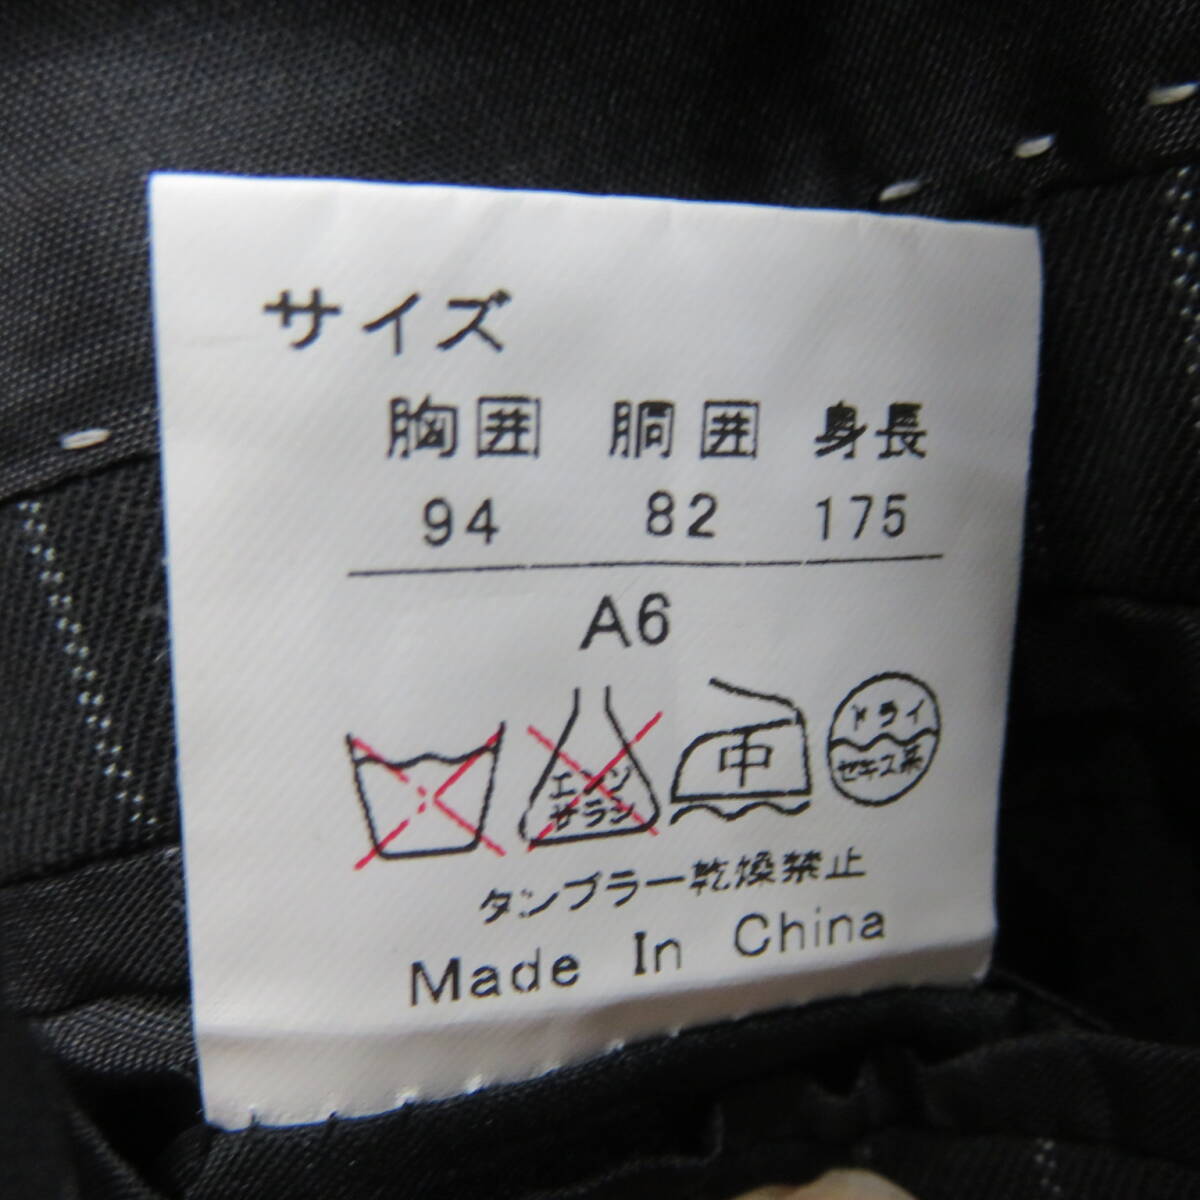 サイズ
胸囲 胴囲 身長
94 82 175
A6
エンソ
サラシ
中
ドライ
セキユ系
タンブラー乾燥禁止
Made In China